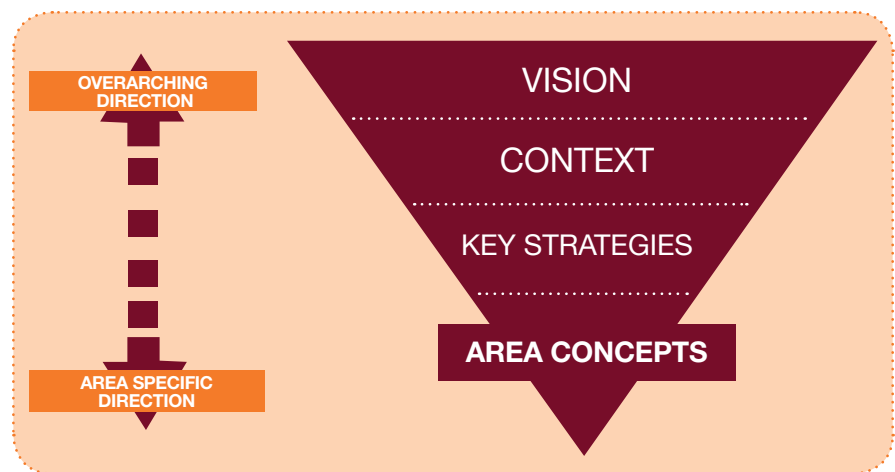 OVERARCHING
DIRECTION
VISION
CONTEXT
KEY STRATEGIES
AREA CONCEPTS
AREA SPECIFIC
DIRECTION